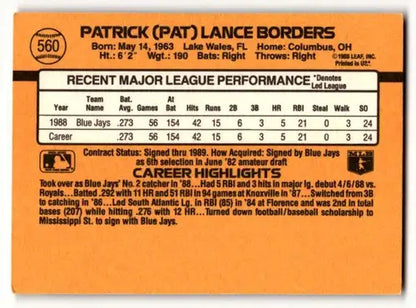 560
PATRICK (PAT) LANCE BORDERS
Born: May 14, 1963 Lake Wales, FL Home: Columbus, OH
Ht.: 6'2" Wgt.: 190 Bats: Right Throws: Right
©1988 LEAF, INC.
PRINTED IN U.S.A.
RECENT MAJOR LEAGUE PERFORMANCE *Denotes
Led League
Year Team Name Bat. Avg. Games At Bat Hits Runs 2B 3B HR RBI Steal Walk SO
1988 Blue Jays .273 56 154 42 15 6 3 5 21 0 3 24
Career .273 56 154 42 15 6 3 5 21 0 3 24
Contract Status: Signed thru 1989. How Acquired: Signed by Blue Jays
as 6th selection in June '82 amateur draft
CAREER HIGHLIGHTS
Took over as Blue Jays' No. 2 catcher in '88...Had 5 RBI and 3 hits in major lg. debut 4/6/88 vs.
Royals...Batted .292 with 11 HR and 51 RBI in 94 games at Knoxville in '87...Switched from 3B
to catching in '86...Led South Atlantic Lg. in RBI (85) in '84 at Florence and was 2nd in total
bases (207) while hitting .276 with 12 HR...Turned down football/baseball scholarship to
Mississippi St. to sign with Blue Jays.